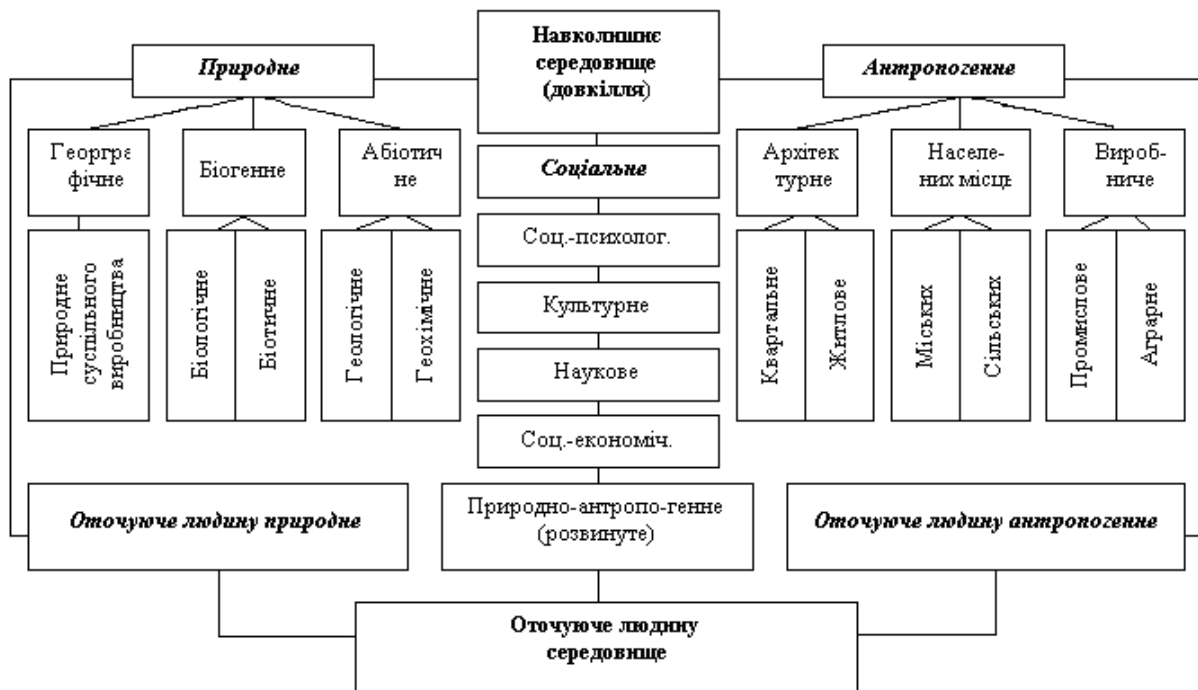 Навколишнє
середовище
(довкілля)
Природне
Антропогенне
Георгра
фічне
Біогенне
Абіотич
не
Соціальне
Архітек
турне
Населе-
них місць
Вироб-
ниче
Природне
суспільного
виробництва
Біологічне
Біотичне
Геологічне
Геохімічне
Соц.-психолог.
Культурне
Наукове
Соц.-економіч.
Квартальне
Житлове
Міських
Сільських
Промислове
Аграрне
Оточуюче людину природне
Природно-антропо-генне
(розвинуте)
Оточуюче людину антропогенне
Оточуюче людину
середовище